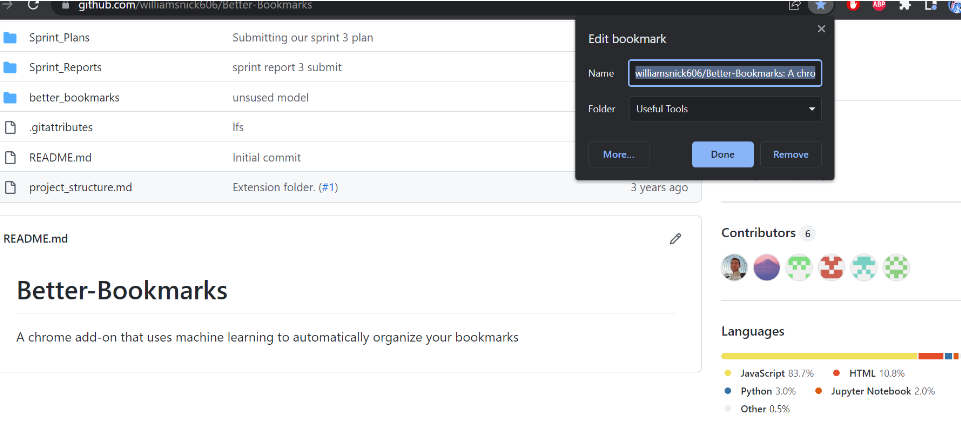 github.com/williamsnick606/Better-Bookmarks
ABP
Sprint_Plans Submitting our sprint 3 plan
Sprint_Reports sprint report 3 submit
better_bookmarks unsused model
.gitattributes lfs
README.md Initial commit
project_structure.md Extension folder. (#1) 3 years ago
Edit bookmark
Name williamsnick606/Better-Bookmarks: A chro
Folder Useful Tools
More... Done Remove
README.md
Better-Bookmarks
A chrome add-on that uses machine learning to automatically organize your bookmarks
Contributors 6
Languages
JavaScript 83.7% HTML 10.8%
Python 3.0% Jupyter Notebook 2.0%
Other 0.5%